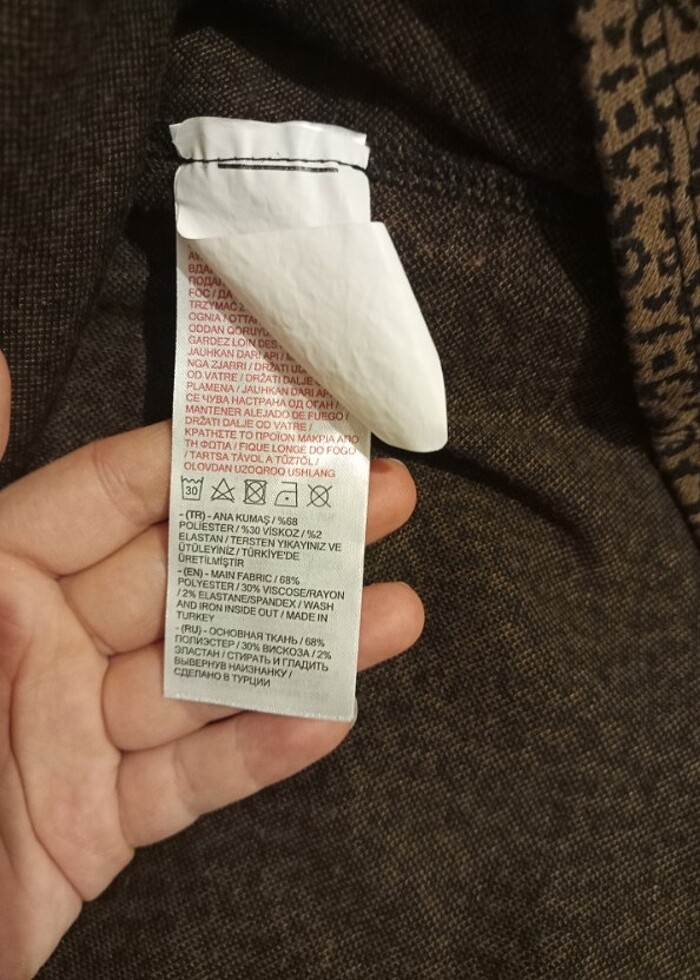 ВДА
ПОДАЛ
FOC / ДА
TRZYMAĆ Z
OGNIA / OTTA
ODDAN QORUYU
GARDEZ LOIN DES
JAUHKAN DARI API /
NGA ZJARRI / DRŽATI
OD VATRE / DRŽATI DALJE
PLAMENA / JAUHKAN DARI API
СЕ ЧУВА НАСТРАНА ОД ОГАН /
MANTENER ALEJADO DE FUEGO /
DRŽATI DALJE OD VATRE /
ΚΡΑΤΗΣΤΕ ΤΟ ΠΡΟΪΟΝ ΜΑΚΡΙΑ ΑΠΟ
ΤΗ ΦΩΤΙΑ / FIQUE LONGE DO FOGO
/ TARTSA TÁVOL A TŰZTŐL /
OLOVDAN UZOQROQ USHLANG
30
- (TR) - ANA KUMAŞ / %68
POLİESTER / %30 VİSKOZ / %2
ELASTAN / TERSTEN YIKAYINIZ VE
ÜTÜLEYİNİZ / TÜRKİYE'DE
ÜRETİLMİŞTİR
- (EN) - MAIN FABRIC / 68%
POLYESTER / 30% VISCOSE/RAYON
/ 2% ELASTANE/SPANDEX / WASH
AND IRON INSIDE OUT / MADE IN
TURKEY
- (RU) - ОСНОВНАЯ ТКАНЬ / 68%
ПОЛИЭСТЕР / 30% ВИСКОЗА / 2%
ЭЛАСТАН / СТИРАТЬ И ГЛАДИТЬ
ВЫВЕРНУВ НАИЗНАНКУ /
СДЕЛАНО В ТУРЦИИ